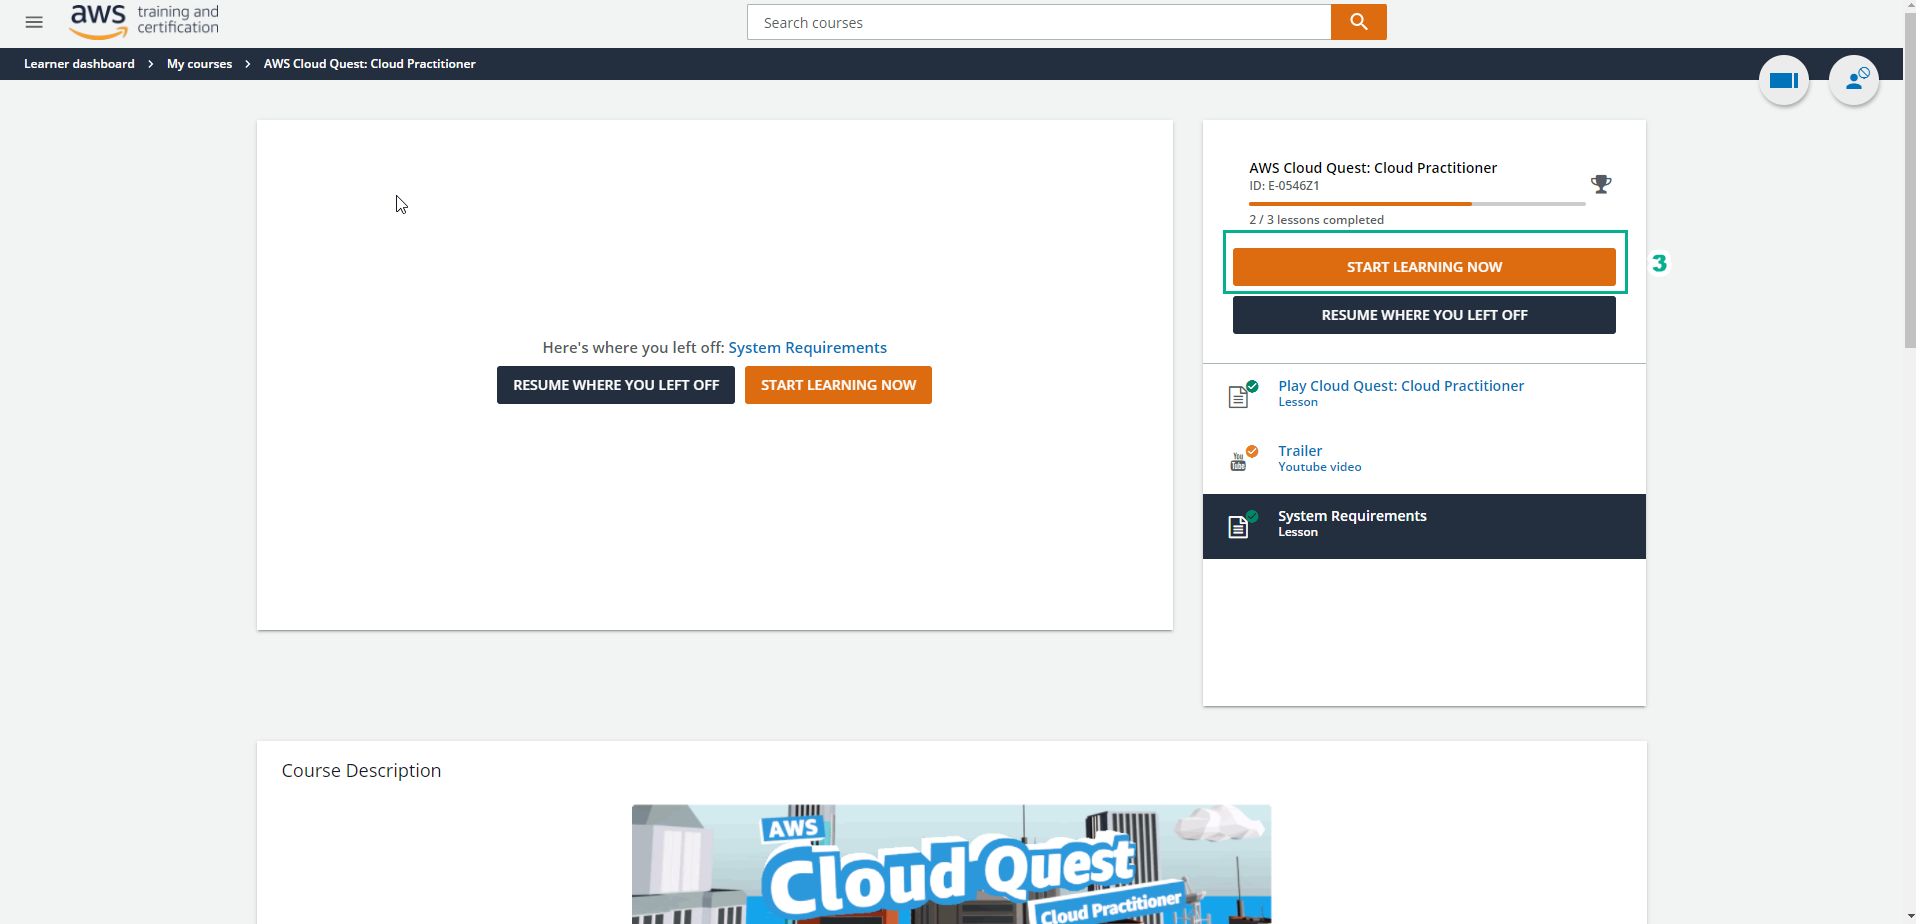 aws training and
certification
Search courses
Learner dashboard > My courses > AWS Cloud Quest: Cloud Practitioner
AWS Cloud Quest: Cloud Practitioner
ID: E-0546Z1
2 / 3 lessons completed
START LEARNING NOW
3
RESUME WHERE YOU LEFT OFF
Here's where you left off: System Requirements
RESUME WHERE YOU LEFT OFF
START LEARNING NOW
Play Cloud Quest: Cloud Practitioner
Lesson
You
Tube
Trailer
Youtube video
System Requirements
Lesson
Course Description
AWS
Cloud Quest
Cloud Practitioner